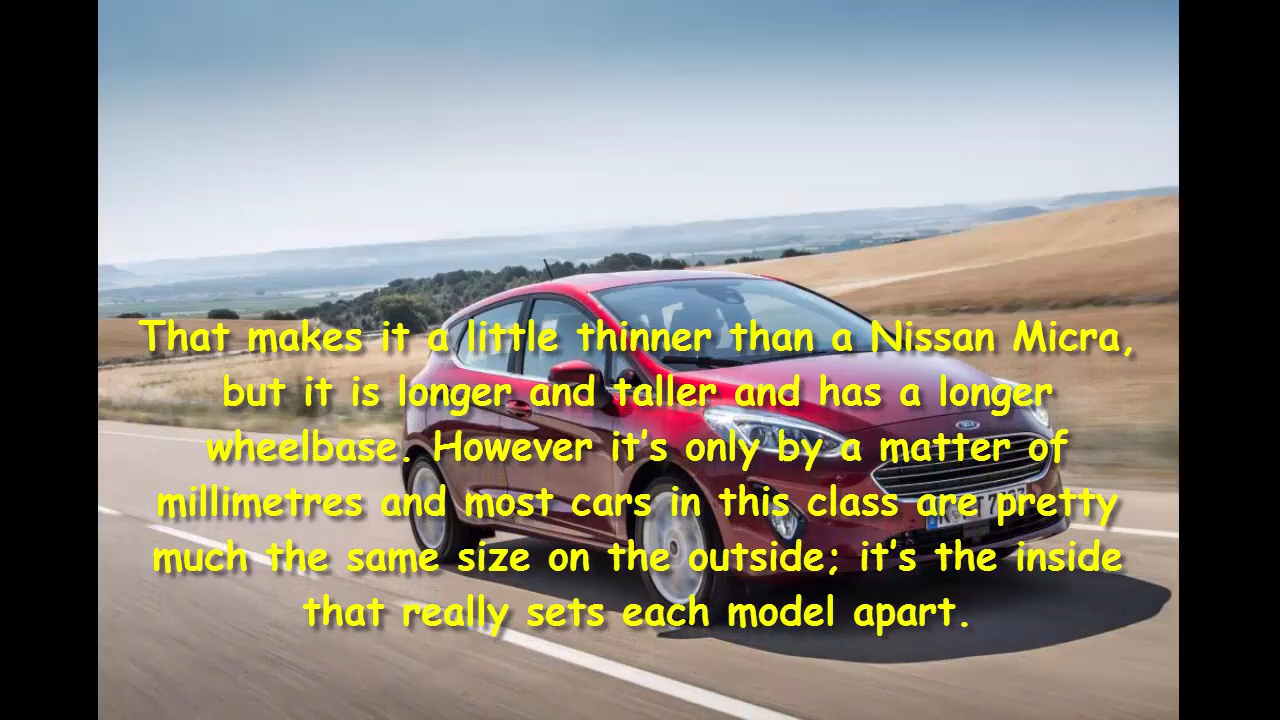 That makes it a little thinner than a Nissan Micra,
but it is longer and taller and has a longer
wheelbase. However it’s only by a matter of
millimetres and most cars in this class are pretty
much the same size on the outside; it’s the inside
that really sets each model apart.
Ford